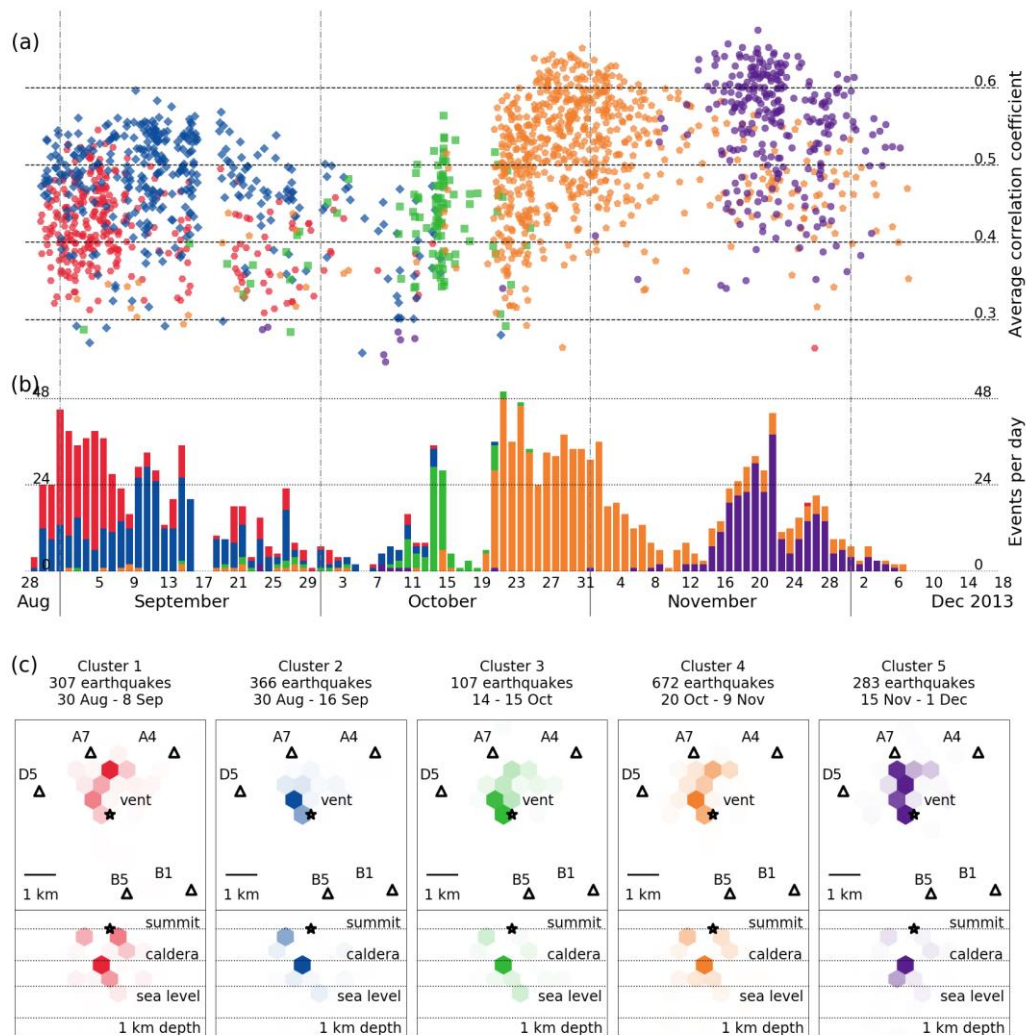 (a)
0.6
0.5
0.4
0.3
Average correlation coefficient
(b)
48 48
24 24
0 0
Events per day
28 5 9 13 17 21 25 29 3 7 11 15 19 23 27 31 4 8 12 16 20 24 28 2 6 10 14 18
Aug September October November Dec 2013
(c)
Cluster 1 Cluster 2 Cluster 3 Cluster 4 Cluster 5
307 earthquakes 366 earthquakes 107 earthquakes 672 earthquakes 283 earthquakes
30 Aug - 8 Sep 30 Aug - 16 Sep 14 - 15 Oct 20 Oct - 9 Nov 15 Nov - 1 Dec
A7 A4 A7 A4 A7 A4 A7 A4 A7 A4
D5 D5 D5 D5 D5
vent vent vent vent vent
B1 B1 B1 B1 B1
1 km B5 1 km B5 1 km B5 1 km B5 1 km B5
summit summit summit summit summit
caldera caldera caldera caldera caldera
sea level sea level sea level sea level sea level
1 km depth 1 km depth 1 km depth 1 km depth 1 km depth